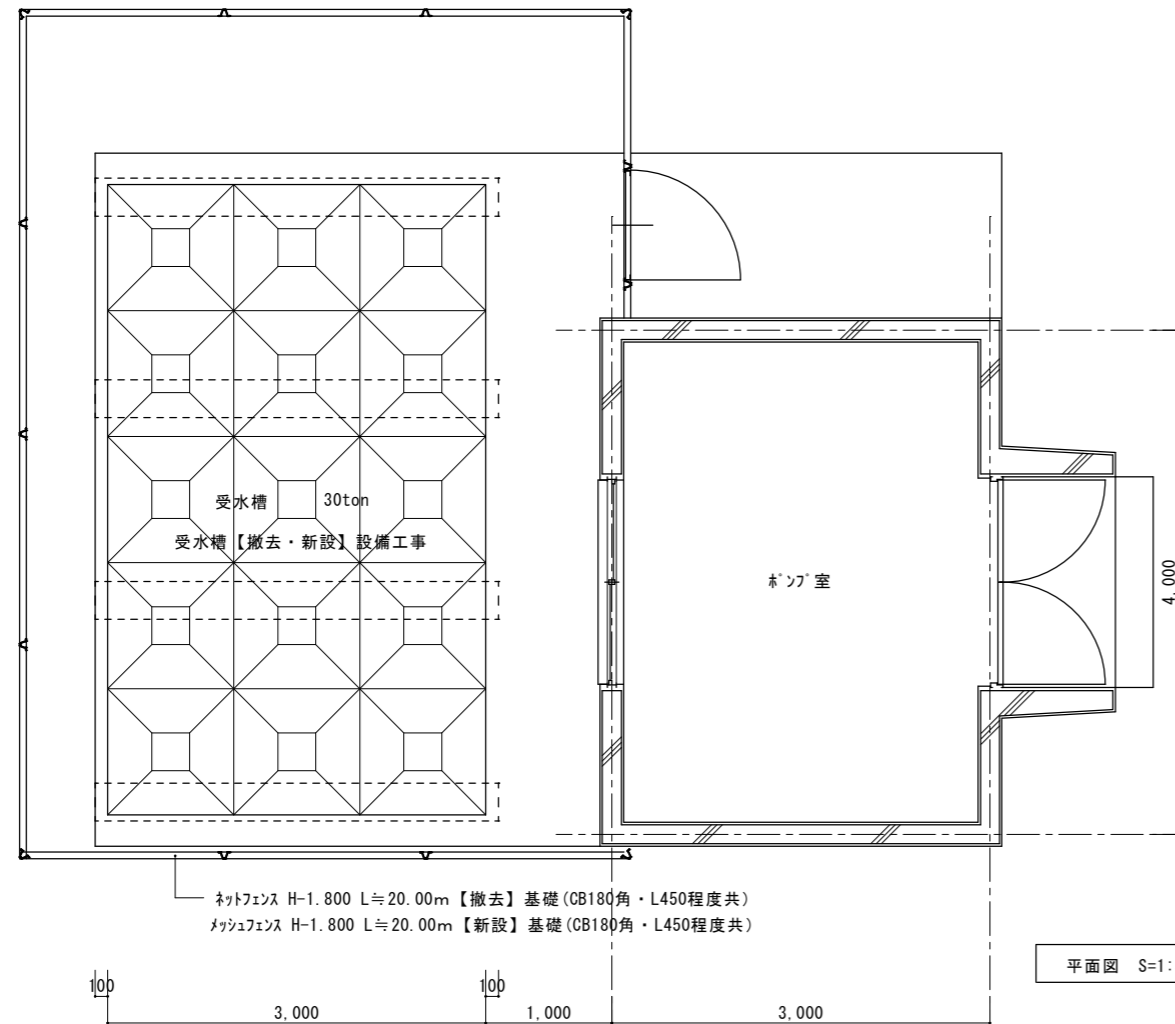 受水槽 30ton
受水槽【撤去・新設】設備工事
ﾎﾟﾝﾌﾟ室
4,000
ﾈｯﾄﾌｪﾝｽ H-1.800 L≒20.00m【撤去】基礎(CB180角・L450程度共)
ﾒｯｼｭﾌｪﾝｽ H-1.800 L≒20.00m【新設】基礎(CB180角・L450程度共)
平面図 S=1:
100 100
3,000 1,000 3,000